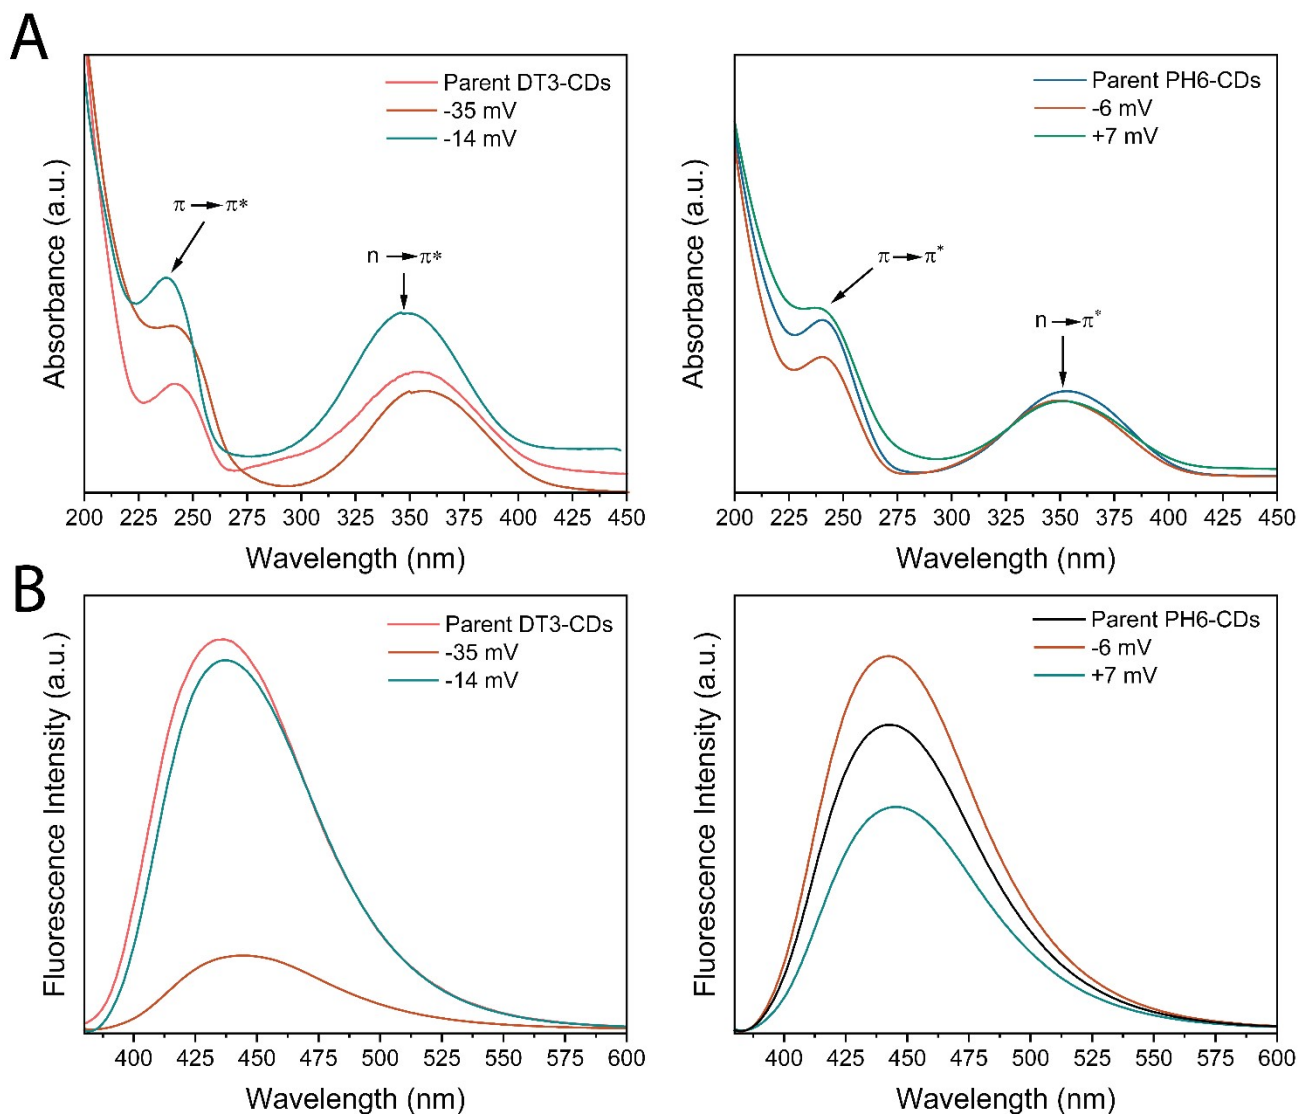 A
Parent DT3-CDs
-35 mV
-14 mV
π → π*
n → π*
Absorbance (a.u.)
200 225 250 275 300 325 350 375 400 425 450
Wavelength (nm)
Parent PH6-CDs
-6 mV
+7 mV
π → π*
n → π*
Absorbance (a.u.)
200 225 250 275 300 325 350 375 400 425 450
Wavelength (nm)
B
Parent DT3-CDs
-35 mV
-14 mV
Fluorescence Intensity (a.u.)
400 425 450 475 500 525 550 575 600
Wavelength (nm)
Parent PH6-CDs
-6 mV
+7 mV
Fluorescence Intensity (a.u.)
400 425 450 475 500 525 550 575 600
Wavelength (nm)